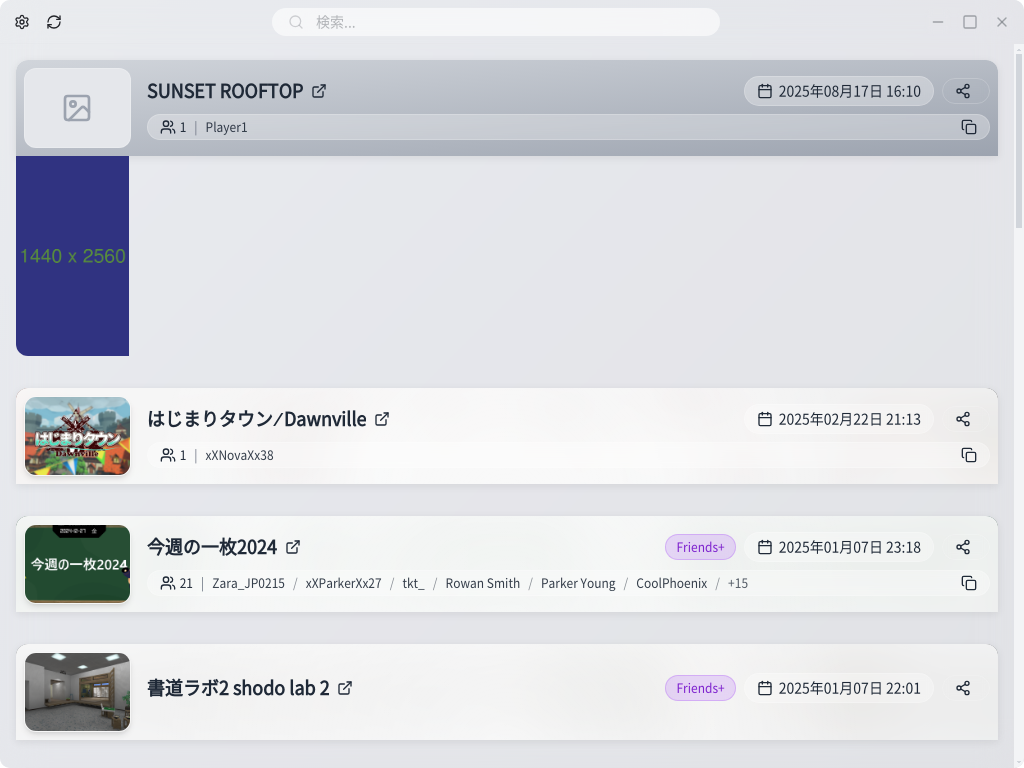 検索...
SUNSET ROOFTOP
2025年08月17日 16:10
1 | Player1
1440 x 2560
はじまりタウン
Dawnville
はじまりタウン/Dawnville
2025年02月22日 21:13
1 | xXNovaXx38
今週の一枚2024
今週の一枚2024
Friends+
2025年01月07日 23:18
21 | Zara_JP0215 / xXParkerXx27 / tkt_ / Rowan Smith / Parker Young / CoolPhoenix / +15
書道ラボ2 shodo lab 2
Friends+
2025年01月07日 22:01